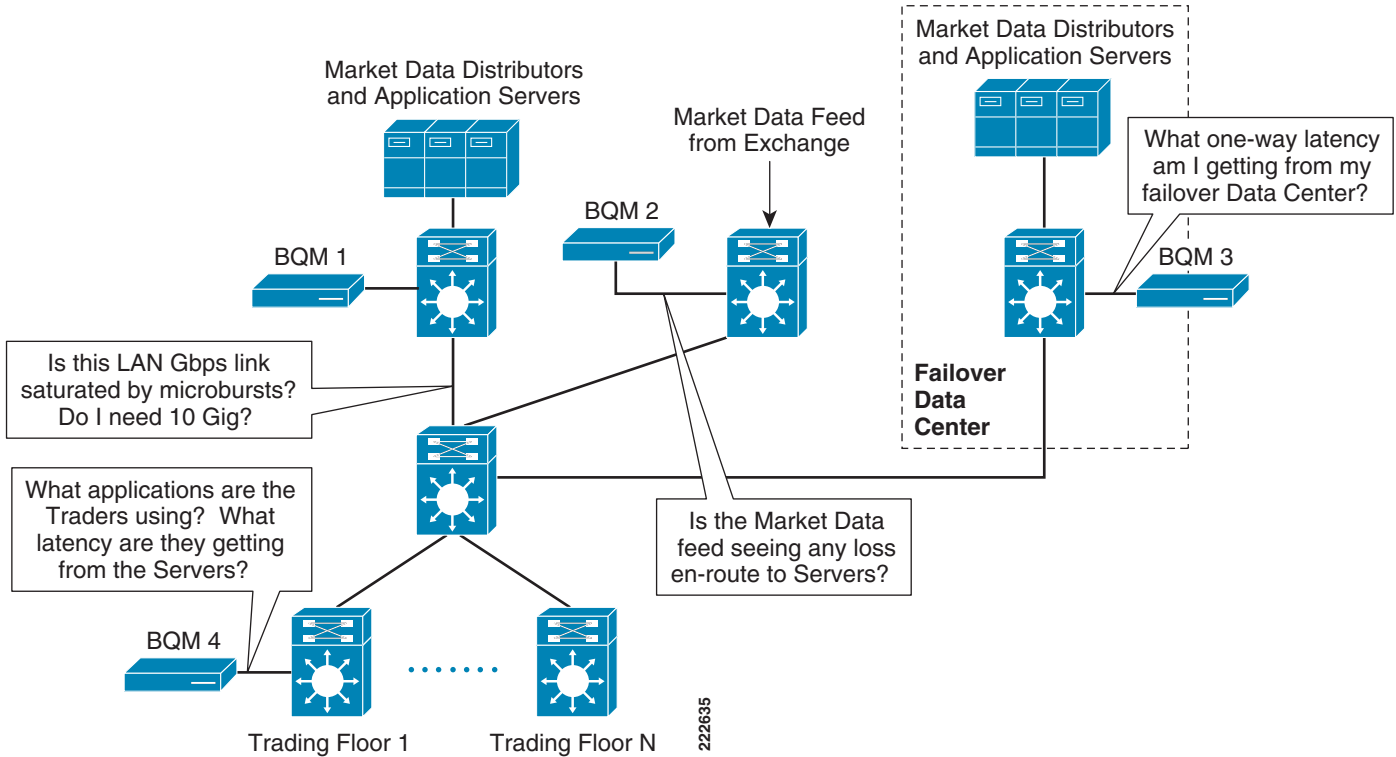 Market Data Distributors
and Application Servers
Market Data Distributors
and Application Servers
Market Data Feed
from Exchange
What one-way latency
am I getting from my
failover Data Center?
BQM 2
BQM 1
BQM 3
Is this LAN Gbps link
saturated by microbursts?
Do I need 10 Gig?
Failover
Data
Center
What applications are the
Traders using? What
latency are they getting
from the Servers?
Is the Market Data
feed seeing any loss
en-route to Servers?
BQM 4
Trading Floor 1
Trading Floor N
222635